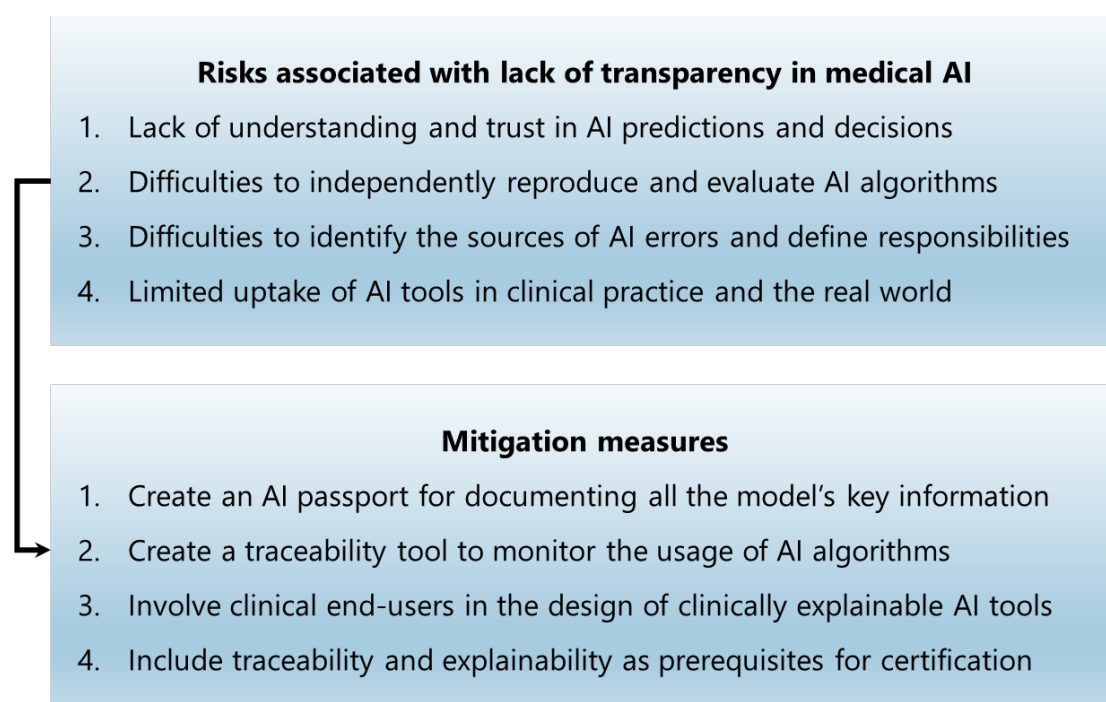 Risks associated with lack of transparency in medical AI
1. Lack of understanding and trust in AI predictions and decisions
2. Difficulties to independently reproduce and evaluate AI algorithms
3. Difficulties to identify the sources of AI errors and define responsibilities
4. Limited uptake of AI tools in clinical practice and the real world
Mitigation measures
1. Create an AI passport for documenting all the model’s key information
2. Create a traceability tool to monitor the usage of AI algorithms
3. Involve clinical end-users in the design of clinically explainable AI tools
4. Include traceability and explainability as prerequisites for certification